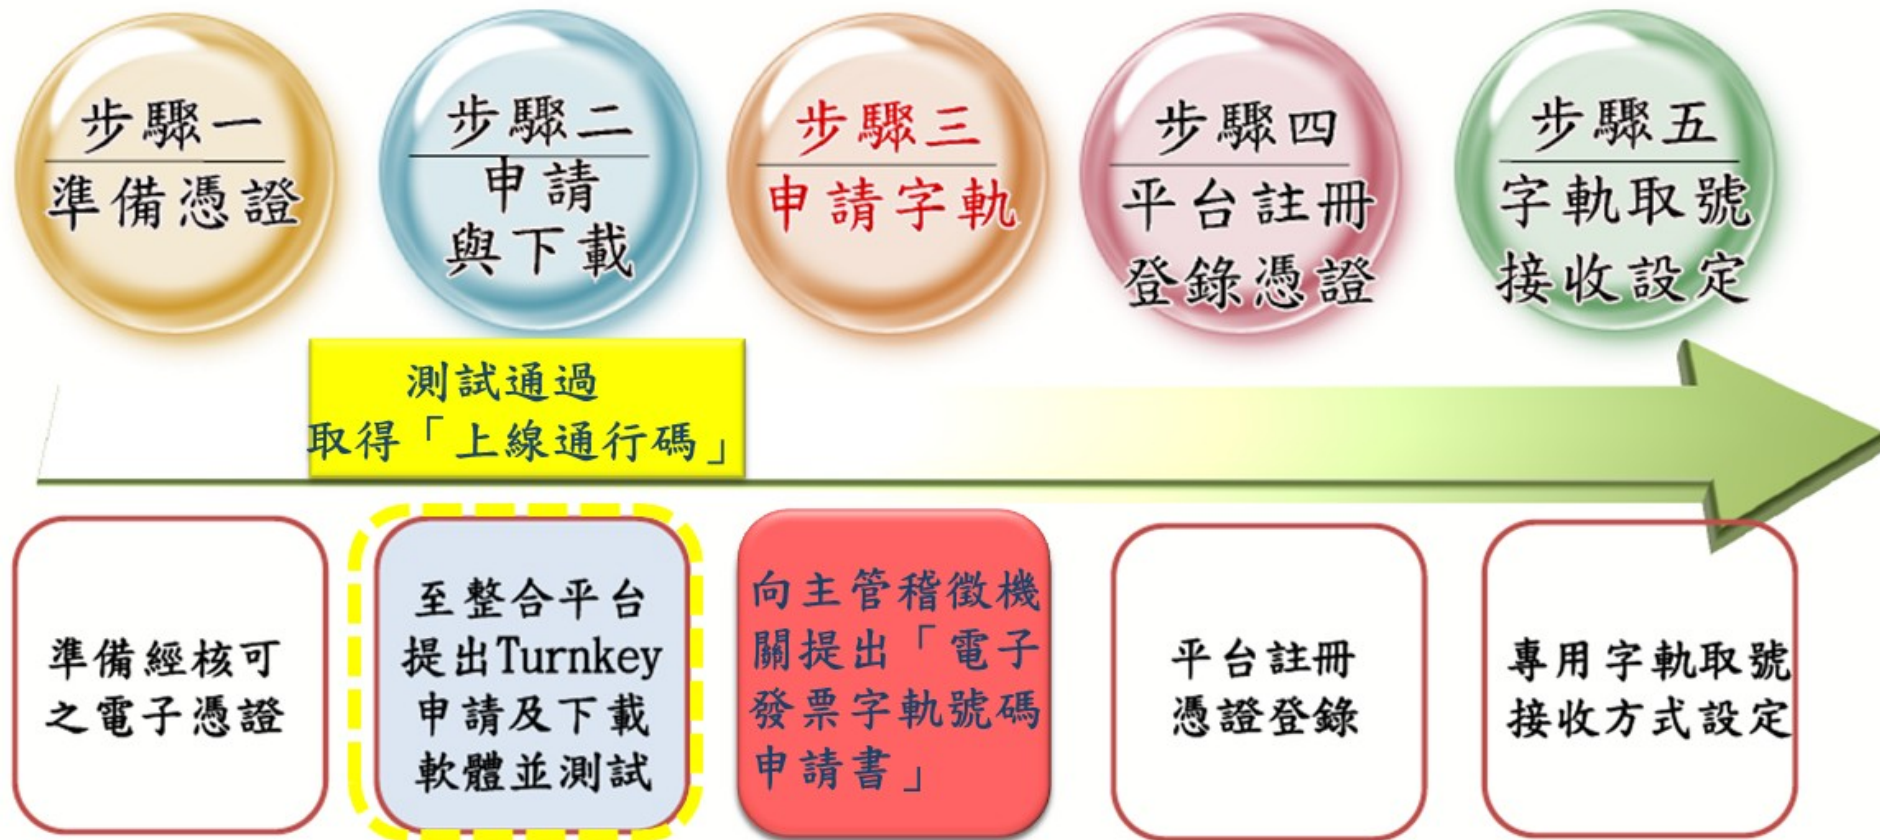 步驟一
準備憑證
步驟二
申請
與下載
步驟三
申請字軌
步驟四
平台註冊
登錄憑證
步驟五
字軌取號
接收設定
測試通過
取得「上線通行碼」
準備經核可
之電子憑證
至整合平台
提出Turnkey
申請及下載
軟體並測試
向主管稽徵機
關提出「電子
發票字軌號碼
申請書」
平台註冊
憑證登錄
專用字軌取號
接收方式設定